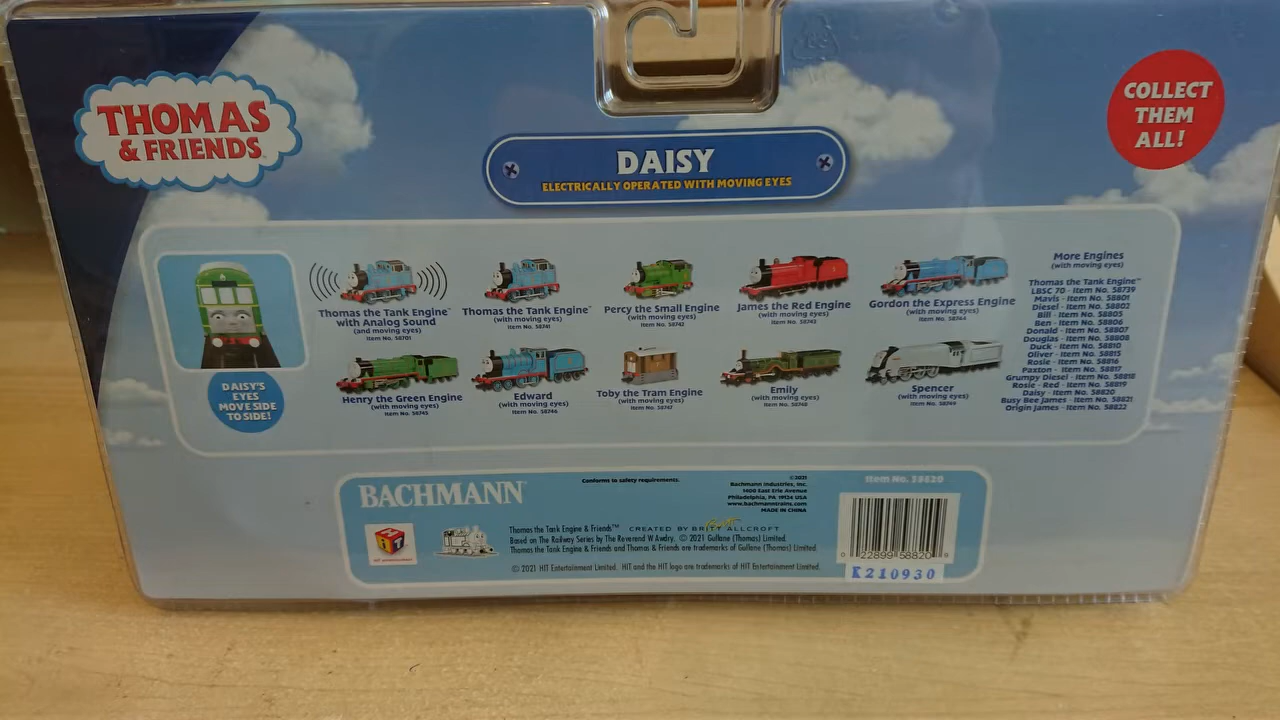 THOMAS
& FRIENDS
COLLECT
THEM
ALL!
DAISY
ELECTRICALLY OPERATED WITH MOVING EYES
DAISY'S
EYES
MOVE SIDE
TO SIDE!
Thomas the Tank Engine™
with Analog Sound
(and moving eyes)
Item No. 58701
Thomas the Tank Engine™
(with moving eyes)
Item No. 58741
Percy the Small Engine
(with moving eyes)
Item No. 58742
James the Red Engine
(with moving eyes)
Item No. 58743
Gordon the Express Engine
(with moving eyes)
Item No. 58744
Henry the Green Engine
(with moving eyes)
Item No. 58745
Edward
(with moving eyes)
Item No. 58746
Toby the Tram Engine
(with moving eyes)
Item No. 58747
Emily
(with moving eyes)
Item No. 58748
Spencer
(with moving eyes)
Item No. 58749
More Engines
(with moving eyes)
Thomas the Tank Engine™
LBSC 70 - Item No. 58739
Mavis - Item No. 58801
Diesel - Item No. 58802
Bill - Item No. 58805
Ben - Item No. 58806
Donald - Item No. 58807
Douglas - Item No. 58808
Duck - Item No. 58810
Oliver - Item No. 58815
Rosie - Item No. 58816
Paxton - Item No. 58817
Grumpy Diesel - Item No. 58818
Rosie - Red - Item No. 58819
Daisy - Item No. 58820
Busy Bee James - Item No. 58821
Origin James - Item No. 58822
BACHMANN
Conforms to safety requirements.
©2021
Bachmann Industries, Inc.
1400 East Erie Avenue
Philadelphia, PA 19124 USA
www.bachmanntrains.com
MADE IN CHINA
Item No. 58820
HIT
Thomas the Tank Engine & Friends™ CREATED BY BRITT ALLCROFT
Based on The Railway Series by The Reverend W Awdry. © 2021 Gullane (Thomas) Limited.
Thomas the Tank Engine & Friends and Thomas & Friends are trademarks of Gullane (Thomas) Limited.
© 2021 HIT Entertainment Limited. HIT and the HIT logo are trademarks of HIT Entertainment Limited.
0 22899 58820 8
K210930